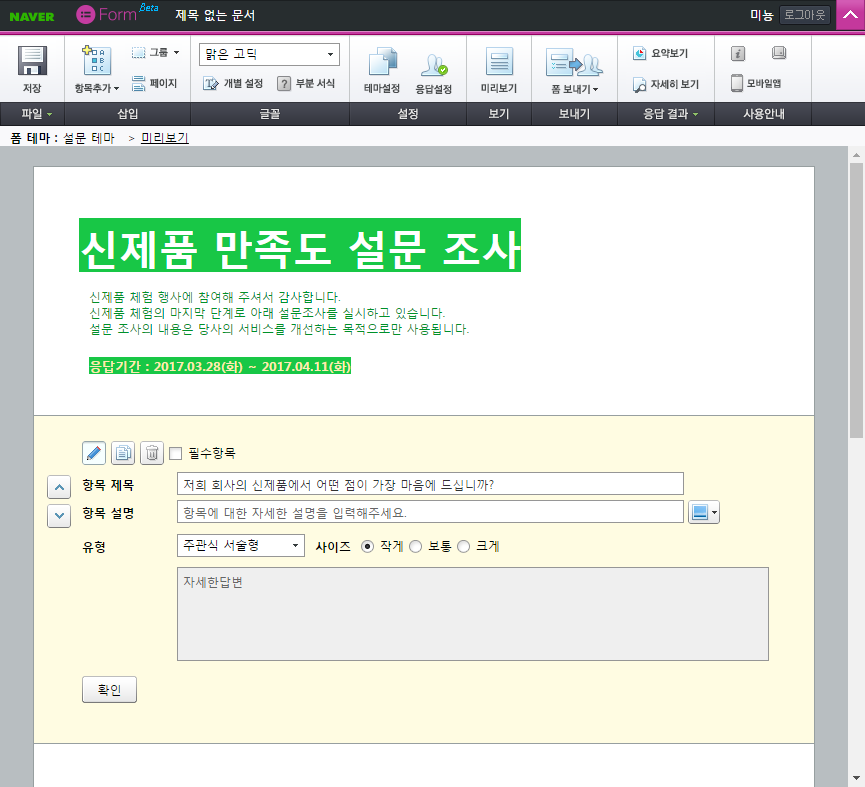 NAVER Form Beta 제목 없는 문서 미뇽 로그아웃
저장 항목추가 그룹 페이지 맑은 고딕 개별 설정 ? 부분 서식 테마설정 응답설정 미리보기 폼 보내기 요약보기 자세히 보기 모바일앱
파일 삽입 글꼴 설정 보기 보내기 응답 결과 사용안내
폼 테마 : 설문 테마 > 미리보기
신제품 만족도 설문 조사
신제품 체험 행사에 참여해 주셔서 감사합니다.
신제품 체험의 마지막 단계로 아래 설문조사를 실시하고 있습니다.
설문 조사의 내용은 당사의 서비스를 개선하는 목적으로만 사용됩니다.
응답기간 : 2017.03.28(화) ~ 2017.04.11(화)
필수항목
항목 제목 저희 회사의 신제품에서 어떤 점이 가장 마음에 드십니까?
항목 설명 항목에 대한 자세한 설명을 입력해주세요.
유형 주관식 서술형 사이즈 작게 보통 크게
자세한답변
확인